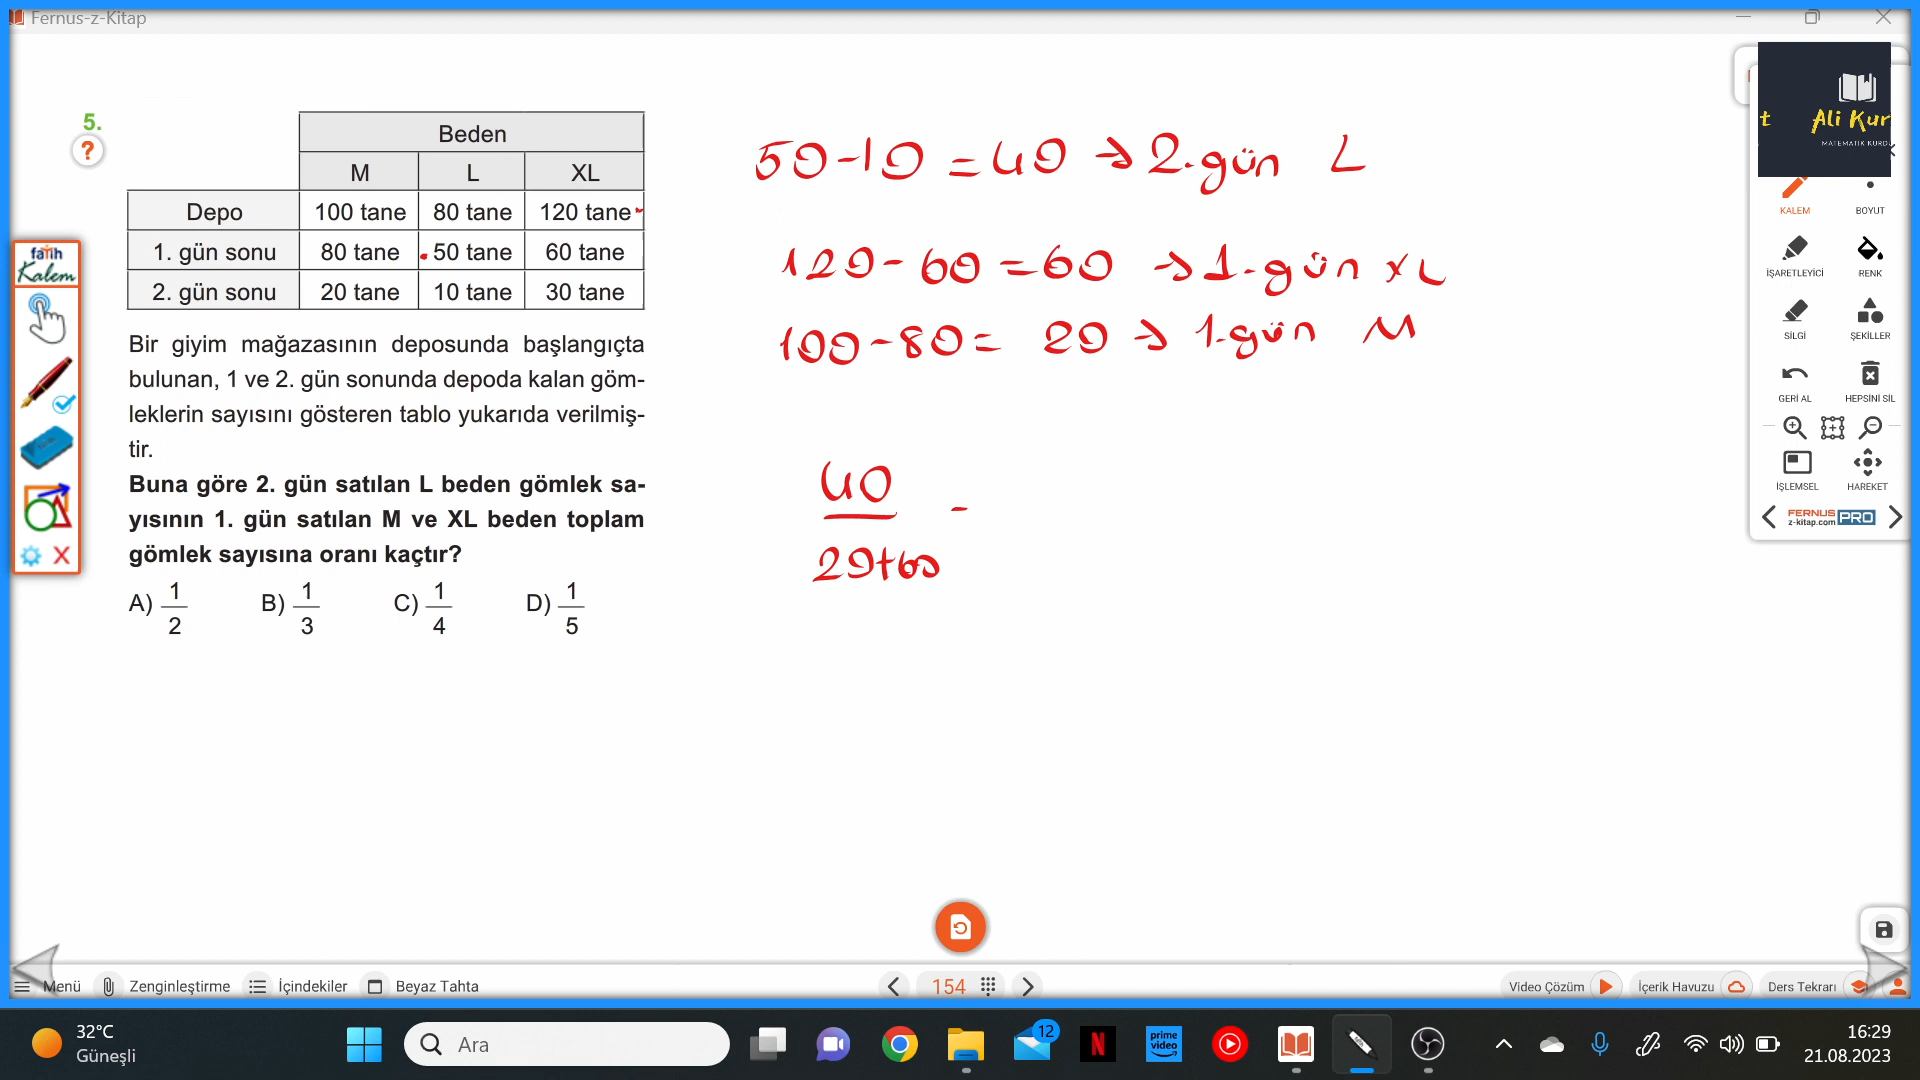 Fernus-z-Kitap
5.
?
Beden
M L XL
Depo 100 tane 80 tane 120 tane
1. gün sonu 80 tane 50 tane 60 tane
2. gün sonu 20 tane 10 tane 30 tane
Bir giyim mağazasının deposunda başlangıçta
bulunan, 1 ve 2. gün sonunda depoda kalan göm-
leklerin sayısını gösteren tablo yukarıda verilmiş-
tir.
Buna göre 2. gün satılan L beden gömlek sa-
yısının 1. gün satılan M ve XL beden toplam
gömlek sayısına oranı kaçtır?
A) 1/2 B) 1/3 C) 1/4 D) 1/5
50-10 = 40 → 2.gün L
120- 60 = 60 → 1.gün XL
100-80= 20 → 1.gün M
40 -
20+60
fatih
Kalem
t Ali Kur
MATEMATİK KURDU
KALEM BOYUT
İŞARETLEYİCİ RENK
SİLGİ ŞEKİLLER
GERİ AL HEPSİNİ SİL
İŞLEMSEL HAREKET
FERNUS
z-kitap.com PRO
Menü Zenginleştirme İçindekiler Beyaz Tahta 154 Video Çözüm İçerik Havuzu Ders Tekrarı
32°C
Güneşli
Ara
12
N
prime
video
16:29
21.08.2023